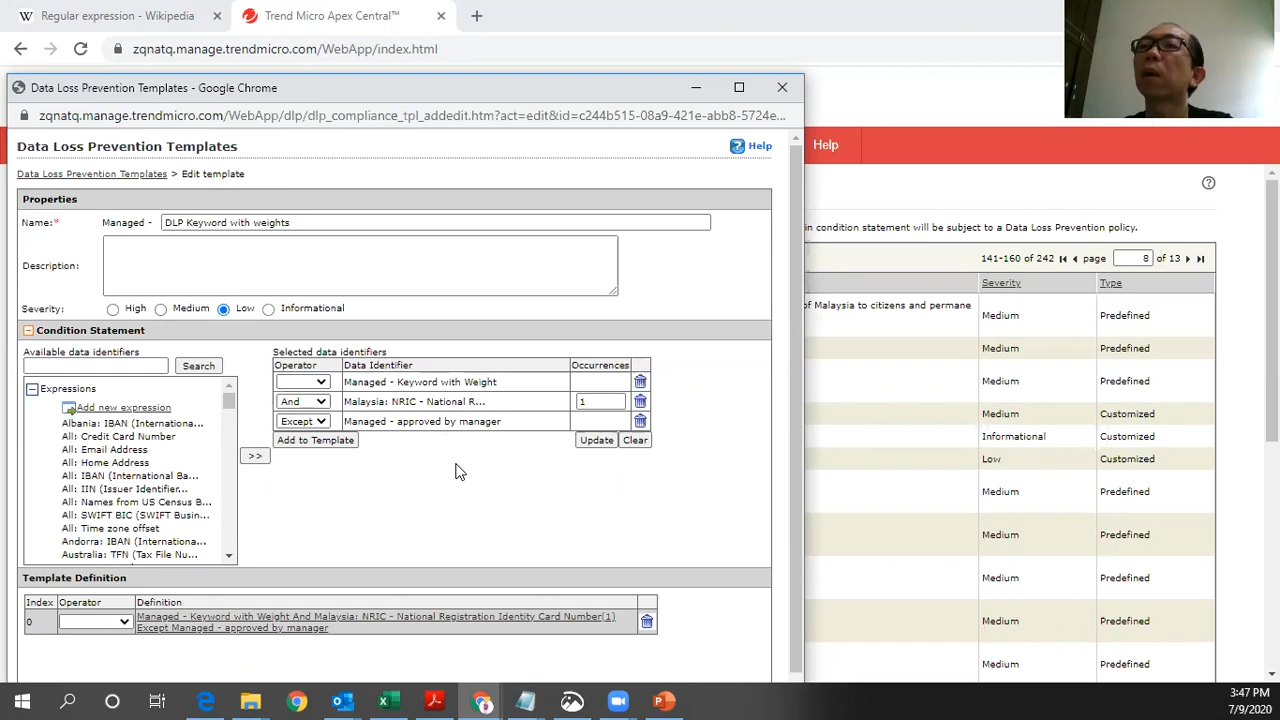 W Regular expression - Wikipedia
Trend Micro Apex Central™
zqnatq.manage.trendmicro.com/WebApp/index.html
Data Loss Prevention Templates - Google Chrome
zqnatq.manage.trendmicro.com/WebApp/dlp/dlp_compliance_tpl_addedit.htm?act=edit&id=c244b515-08a9-421e-abb8-5724e...
Data Loss Prevention Templates
Help
Help
Data Loss Prevention Templates > Edit template
Properties
Name:* Managed - DLP Keyword with weights
Description:
Severity: High Medium Low Informational
Condition Statement
Available data identifiers
Search
Expressions
Add new expression
Albania: IBAN (Internationa...
All: Credit Card Number
All: Email Address
All: Home Address
All: IBAN (International Ba...
All: IIN (Issuer Identifier...
All: Names from US Census B...
All: SWIFT BIC (SWIFT Busin...
All: Time zone offset
Andorra: IBAN (Internationa...
Australia: TFN (Tax File Nu...
>>
Selected data identifiers
Operator Data Identifier Occurrences
Managed - Keyword with Weight
And Malaysia: NRIC - National R... 1
Except Managed - approved by manager
Add to Template Update Clear
Template Definition
Index Operator Definition
0 Managed - Keyword with Weight And Malaysia: NRIC - National Registration Identity Card Number(1)
Except Managed - approved by manager
in condition statement will be subject to a Data Loss Prevention policy.
141-160 of 242 page 8 of 13
Severity Type
of Malaysia to citizens and permane Medium Predefined
Medium Predefined
Medium Predefined
Medium Customized
Informational Customized
Low Customized
Medium Predefined
Medium Predefined
Medium Predefined
Medium Predefined
Medium Predefined
3:47 PM
7/9/2020